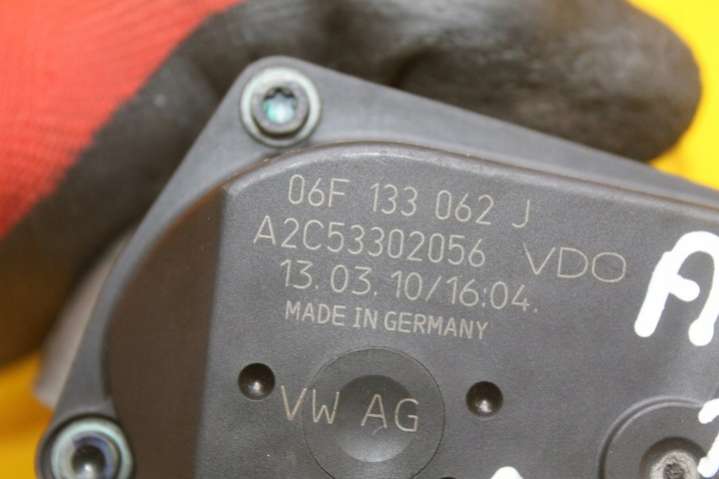 06F 133 062 J
A2C53302056 VDO
13.03.10/16:04.
MADE IN GERMANY
VW AG
A